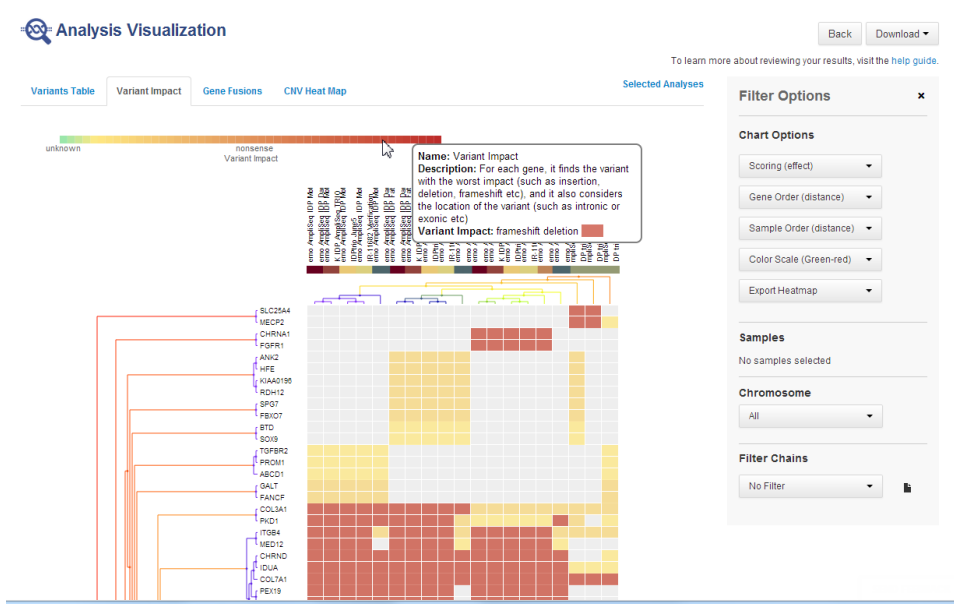 Analysis Visualization
Back
Download
To learn more about reviewing your results, visit the help guide.
Variants Table
Variant Impact
Gene Fusions
CNV Heat Map
Selected Analyses
unknown
nonsense
Variant Impact
Name: Variant Impact
Description: For each gene, it finds the variant
with the worst impact (such as insertion,
deletion, frameshift etc), and it also considers
the location of the variant (such as intronic or
exonic etc)
Variant Impact: frameshift deletion
SLC25A4
MECP2
CHRNA1
FGFR1
ANK2
HFE
KIAA0196
RDH12
SPG7
FBXO7
BTD
SOX9
TGFBR2
PROM1
ABCD1
GALT
FANCF
COL3A1
PKD1
ITGB4
MED12
CHRND
IDUA
COL7A1
PEX19
Filter Options
×
Chart Options
Scoring (effect)
Gene Order (distance)
Sample Order (distance)
Color Scale (Green-red)
Export Heatmap
Samples
No samples selected
Chromosome
All
Filter Chains
No Filter